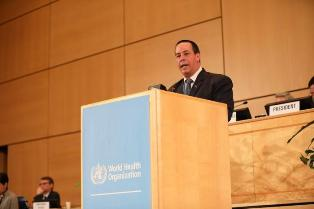 PRESIDENT
World Health
Organization